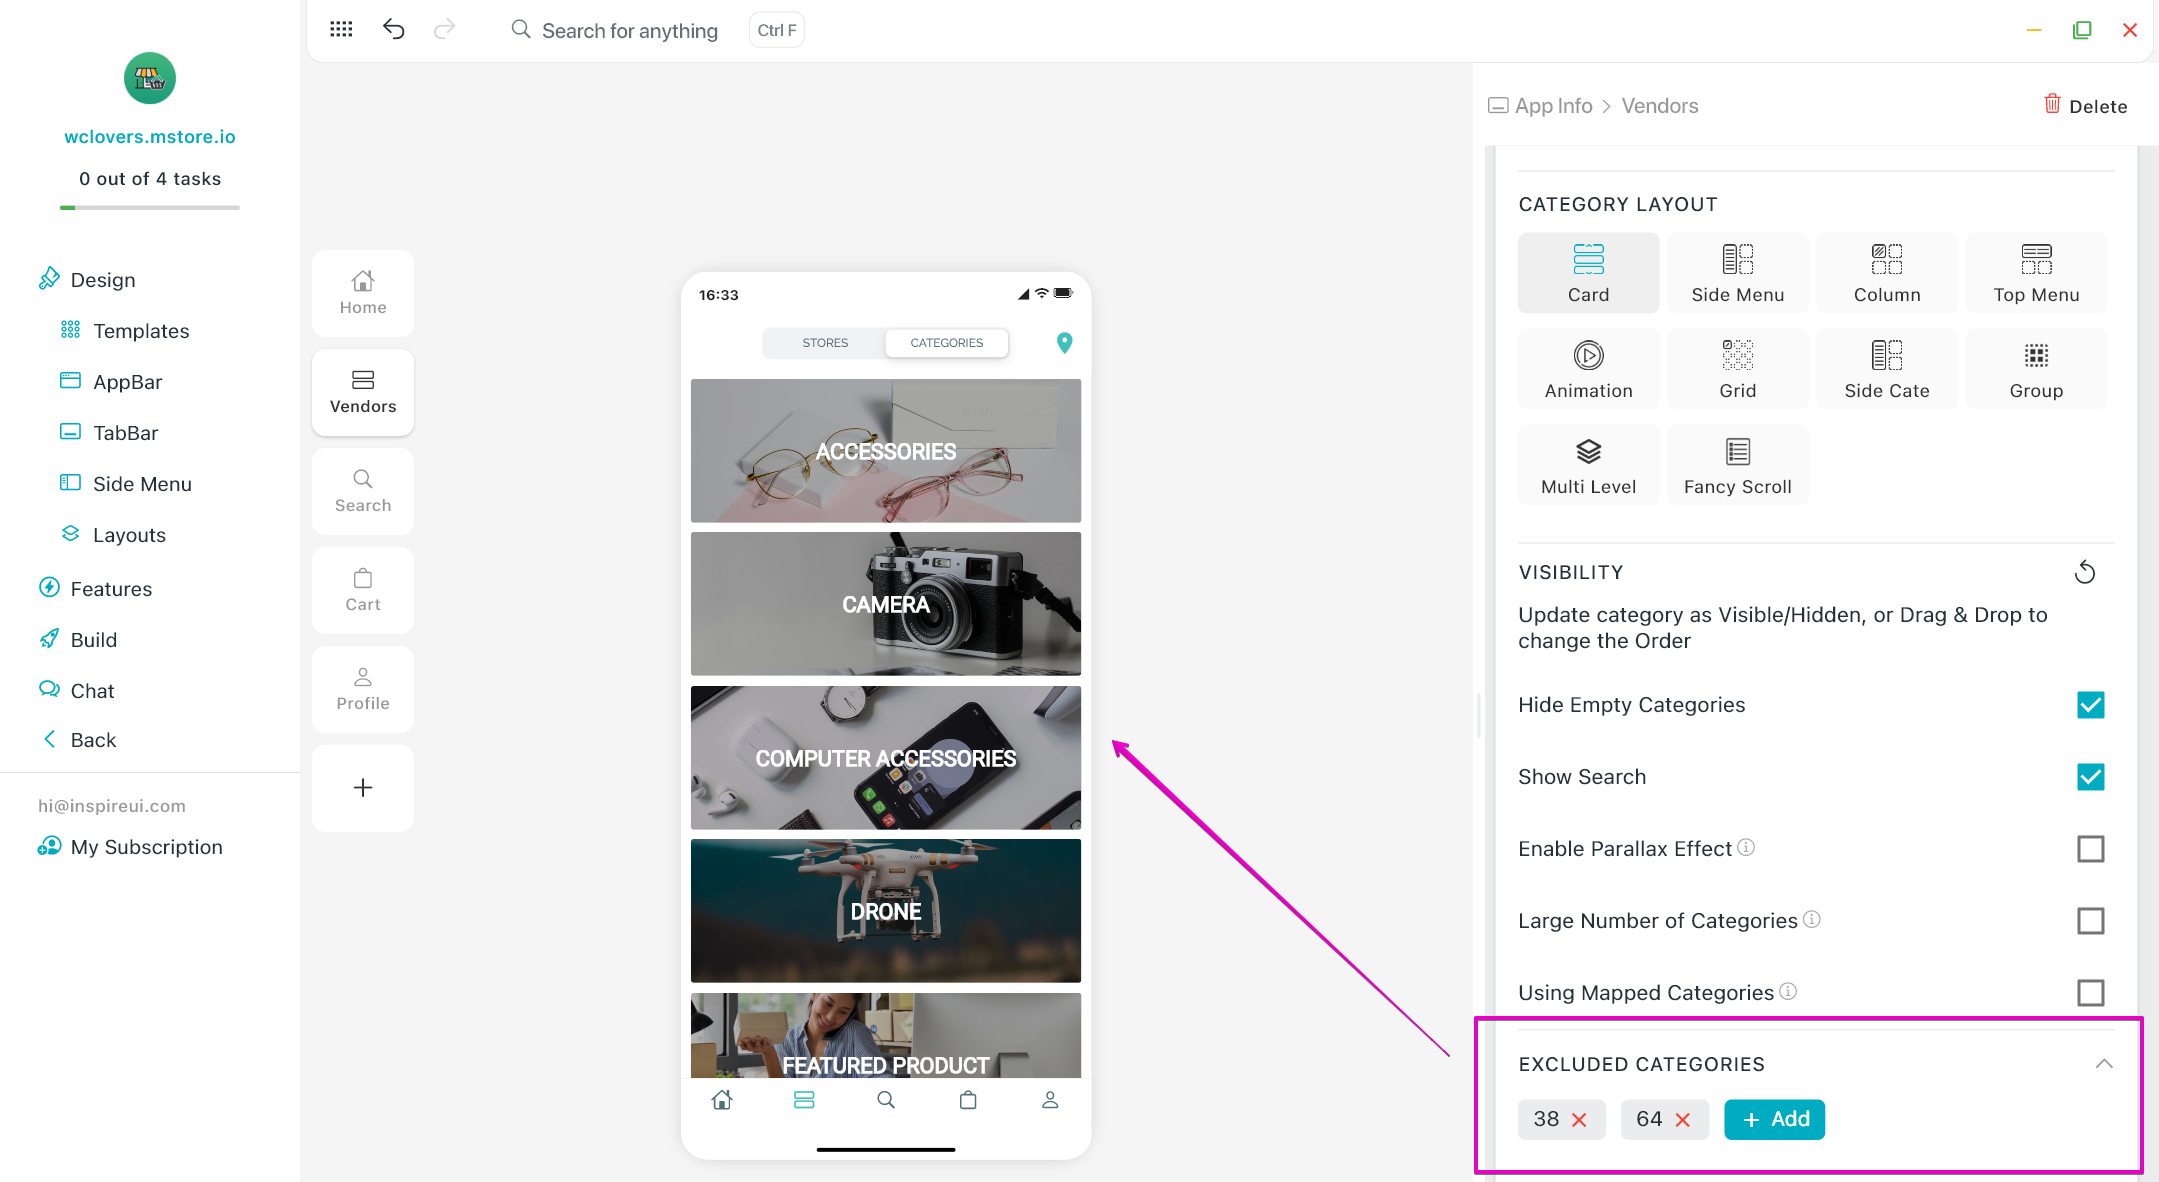 Search for anything
Ctrl F
wclovers.mstore.io
0 out of 4 tasks
Design
Templates
AppBar
TabBar
Side Menu
Layouts
Features
Build
Chat
Back
hi@inspireui.com
My Subscription
Home
Vendors
Search
Cart
Profile
16:33
STORES
CATEGORIES
ACCESSORIES
CAMERA
COMPUTER ACCESSORIES
DRONE
FEATURED PRODUCT
App Info > Vendors
Delete
CATEGORY LAYOUT
Card
Side Menu
Column
Top Menu
Animation
Grid
Side Cate
Group
Multi Level
Fancy Scroll
VISIBILITY
Update category as Visible/Hidden, or Drag & Drop to
change the Order
Hide Empty Categories
Show Search
Enable Parallax Effect
Large Number of Categories
Using Mapped Categories
EXCLUDED CATEGORIES
38
64
+ Add